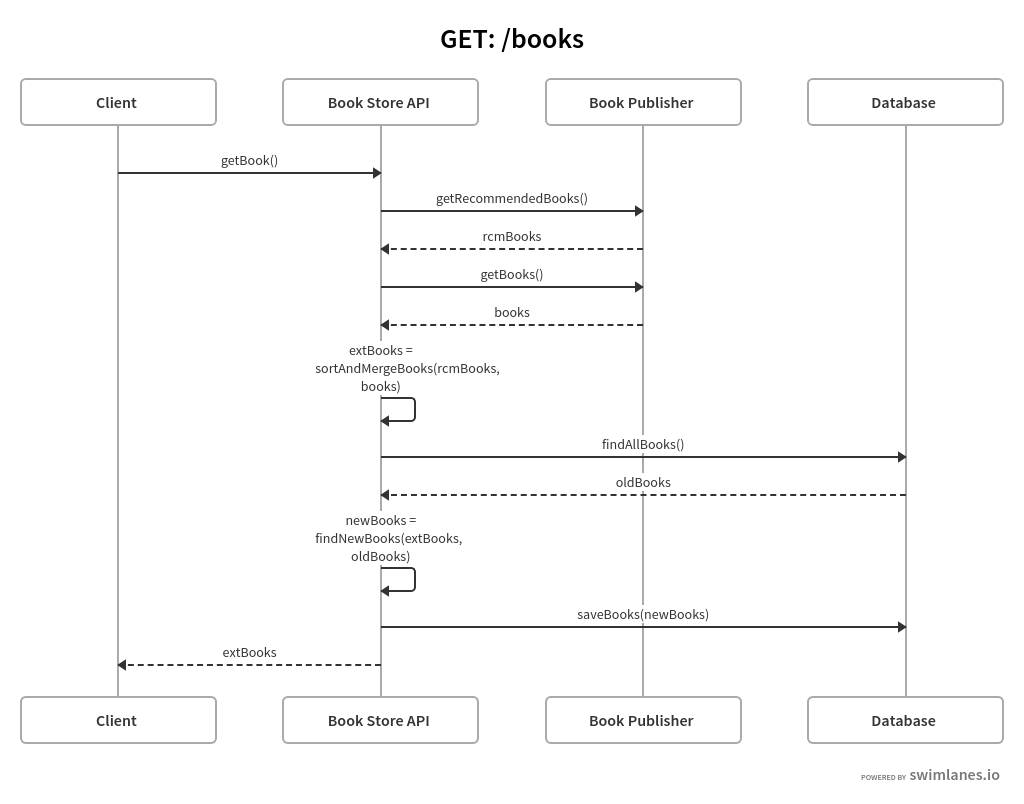 GET: /books
Client
Book Store API
Book Publisher
Database
getBook()
getRecommendedBooks()
rcmBooks
getBooks()
books
extBooks =
sortAndMergeBooks(rcmBooks,
books)
findAllBooks()
oldBooks
newBooks =
findNewBooks(extBooks,
oldBooks)
saveBooks(newBooks)
extBooks
Client
Book Store API
Book Publisher
Database
POWERED BY swimlanes.io